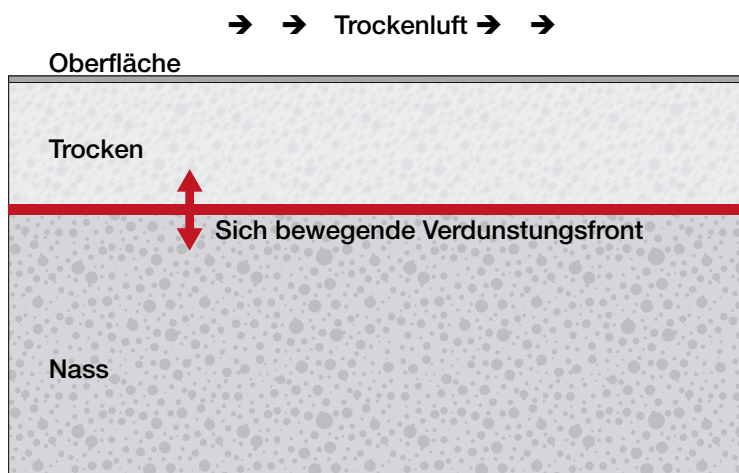 ➔ ➔ Trockenluft ➔ ➔
Oberfläche
Trocken
Sich bewegende Verdunstungsfront
Nass